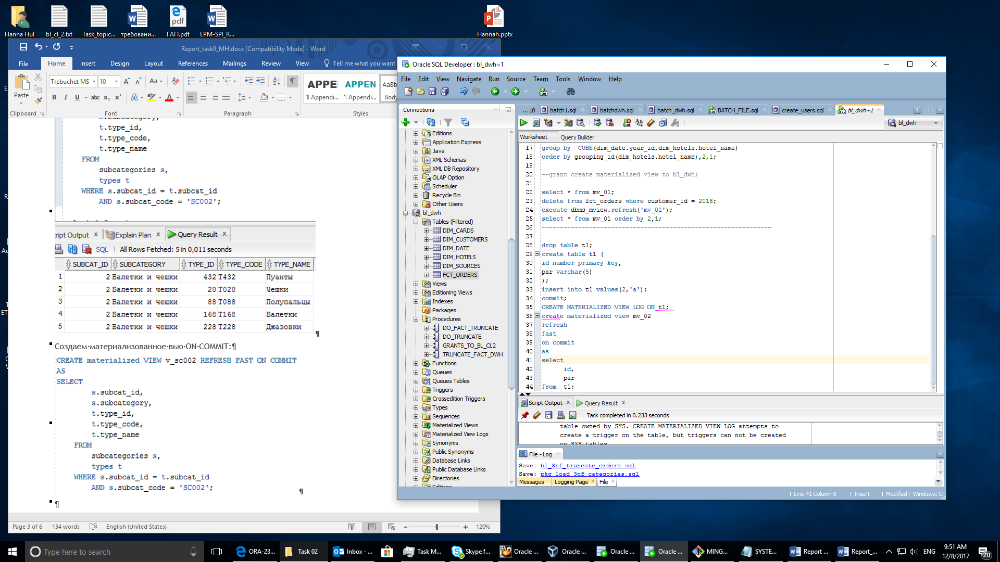 Hanna Hul
bl_cl_2.txt
Task_topic...
требовани...
ГАП.pdf
EPM-SPI_R...
Hannah.pptx
Report_task9_MH.docx [Compatibility Mode] - Word
File Home Insert Design Layout References Mailings Review View Tell me what you want
Paste
Trebuchet MS 10
Clipboard Font Paragraph Styles
APPE APPEN AaBb
¶ Appendi... ¶ Appendi... Body
s.subcategory,
t.type_id,
t.type_code,
t.type_name
FROM
subcategories s,
types t
WHERE s.subcat_id = t.subcat_id
AND s.subcat_code = 'SC002';
cript Output x Explain Plan x Query Result x
SQL | All Rows Fetched: 5 in 0,011 seconds
SUBCAT_ID SUBCATEGORY TYPE_ID TYPE_CODE TYPE_NAME
1 2 Балетки и чешки 432 T432 Пуанты
2 2 Балетки и чешки 20 T020 Чешки
3 2 Балетки и чешки 88 T088 Полупальцы
4 2 Балетки и чешки 168 T168 Балетки
5 2 Балетки и чешки 228 T228 Джазовки
¶
Создаем·материализованное·вью·ON·COMMIT:¶
CREATE materialized VIEW v_sc002 REFRESH FAST ON COMMIT
AS
SELECT
s.subcat_id,
s.subcategory,
t.type_id,
t.type_code,
t.type_name
FROM
subcategories s,
types t
WHERE s.subcat_id = t.subcat_id
AND s.subcat_code = 'SC002';
¶
¶
Page 3 of 6 134 words English (United States) 120%
Oracle SQL Developer : bl_dwh~1
File Edit View Navigate Run Source Team Tools Window Help
Connections
Editions
Application Express
Java
XML Schemas
XML DB Repository
OLAP Option
Scheduler
Recycle Bin
Other Users
bl_dwh
Tables (Filtered)
DIM_CARDS
DIM_CUSTOMERS
DIM_DATE
DIM_HOTELS
DIM_SOURCES
FCT_ORDERS
Views
Editioning Views
Indexes
Packages
Procedures
DO_FACT_TRUNCATE
DO_TRUNCATE
GRANTS_TO_BL_CL2
TRUNCATE_FACT_DWH
Functions
Queues
Queues Tables
Triggers
Crossedition Triggers
Types
Sequences
Materialized Views
Materialized View Logs
Synonyms
Public Synonyms
Database Links
Public Database Links
Directories
Editions
...10 batch1.sql batchdwh.sql batch_dwh.sql BATCH_FILE.sql create_users.sql bl_dwh~1
bl_dwh
Worksheet Query Builder
17 group by CUBE(dim_date.year_id,dim_hotels.hotel_name)
18 order by grouping_id(dim_hotels.hotel_name),2,1;
19
20 --grant create materialized view to bl_dwh;
21
22 select * from mv_01;
23 delete from fct_orders where customer_id = 2018;
24 execute dbms_mview.refresh('mv_01');
25 select * from mv_01 order by 2,1;
26 ---------------------------------------------------------------
27
28 drop table t1;
29 create table t1 (
30 id number primary key,
31 par varchar(5)
32 );
33 insert into t1 values(2,'a');
34 commit;
35 CREATE MATERIALIZED VIEW LOG ON t1;
36 create materialized view mv_02
37 refresh
38 fast
39 on commit
40 as
41 select
42 id,
43 par
44 from t1;
Script Output x Query Result x
Task completed in 0.233 seconds
table owned by SYS. CREATE MATERIALIZED VIEW LOG attempts to
create a trigger on the table, but triggers can not be created
on SYS tables
File - Log
Save: bl_3nf_truncate_orders.sql
Save: pkg_load_3nf_categories.sql
Messages Logging Page File
Line 41 Column 8 | Insert | Modified | Windows: CR
Type here to search
ORA-23...
Task 02
Inbox - ...
Task M...
Skype f...
Oracle ...
Oracle ...
Oracle ...
Oracle ...
MING...
SYSTE...
Report ...
Report_...
ENG
9:51 AM
12/8/2017
20